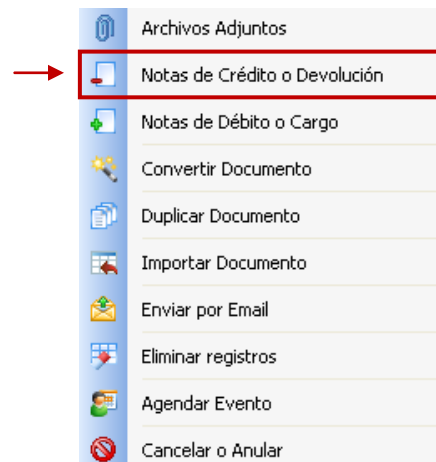 Archivos Adjuntos
Notas de Crédito o Devolución
Notas de Débito o Cargo
Convertir Documento
Duplicar Documento
Importar Documento
Enviar por Email
Eliminar registros
Agendar Evento
Cancelar o Anular